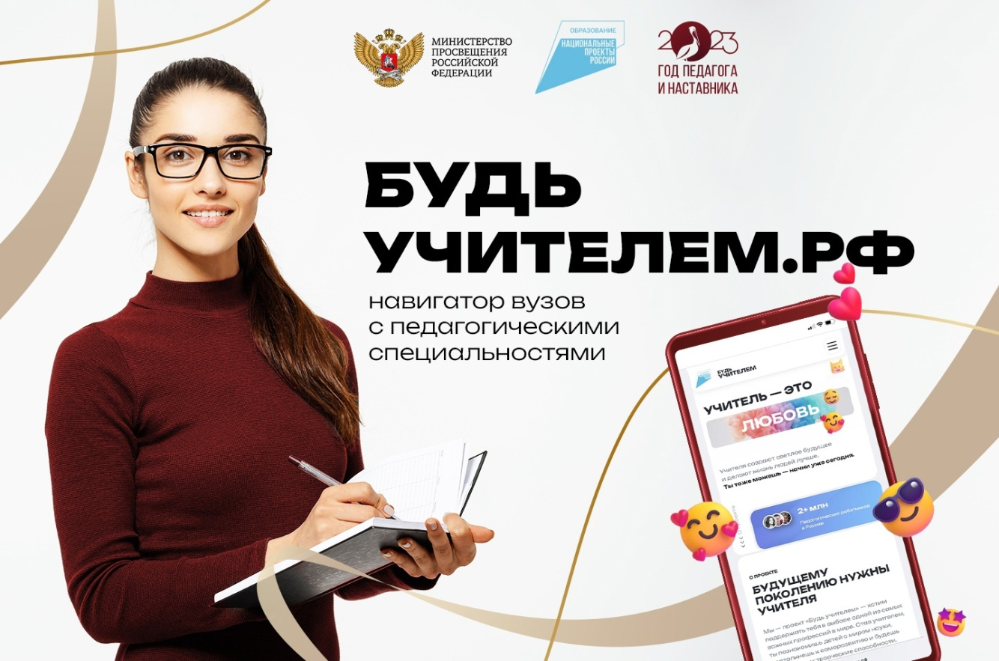 МИНИСТЕРСТВО
ПРОСВЕЩЕНИЯ
РОССИЙСКОЙ
ФЕДЕРАЦИИ
ОБРАЗОВАНИЕ
НАЦИОНАЛЬНЫЕ
ПРОЕКТЫ
РОССИИ
2023
ГОД ПЕДАГОГА
И НАСТАВНИКА
БУДЬ
УЧИТЕЛЕМ.РФ
навигатор вузов
с педагогическими
специальностями
БУДЬ
УЧИТЕЛЕМ
УЧИТЕЛЬ — ЭТО
ЛЮБОВЬ
Учителя создают светлое будущее
и делают жизнь людей лучше.
Ты тоже можешь — начни уже сегодня.
2+ млн
Педагогических работников
в России
О ПРОЕКТЕ
БУДУЩЕМУ
ПОКОЛЕНИЮ НУЖНЫ
УЧИТЕЛЯ
Мы — проект «Будь учителем» — хотим
поддержать тебя в выборе одной из самых
важных профессий в мире. Став учителем,
ты познакомишь детей с миром науки,
к саморазвитию и будешь
творческие способности.